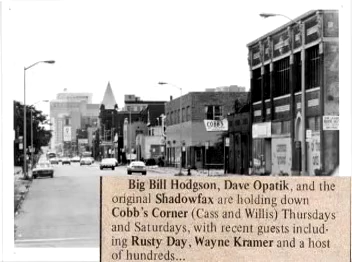 COBB'S
Big Bill Hodgson, Dave Opatik, and the
original Shadowfax are holding down
Cobb's Corner (Cass and Willis) Thursdays
and Saturdays, with recent guests includ-
ing Rusty Day, Wayne Kramer and a host
of hundreds...